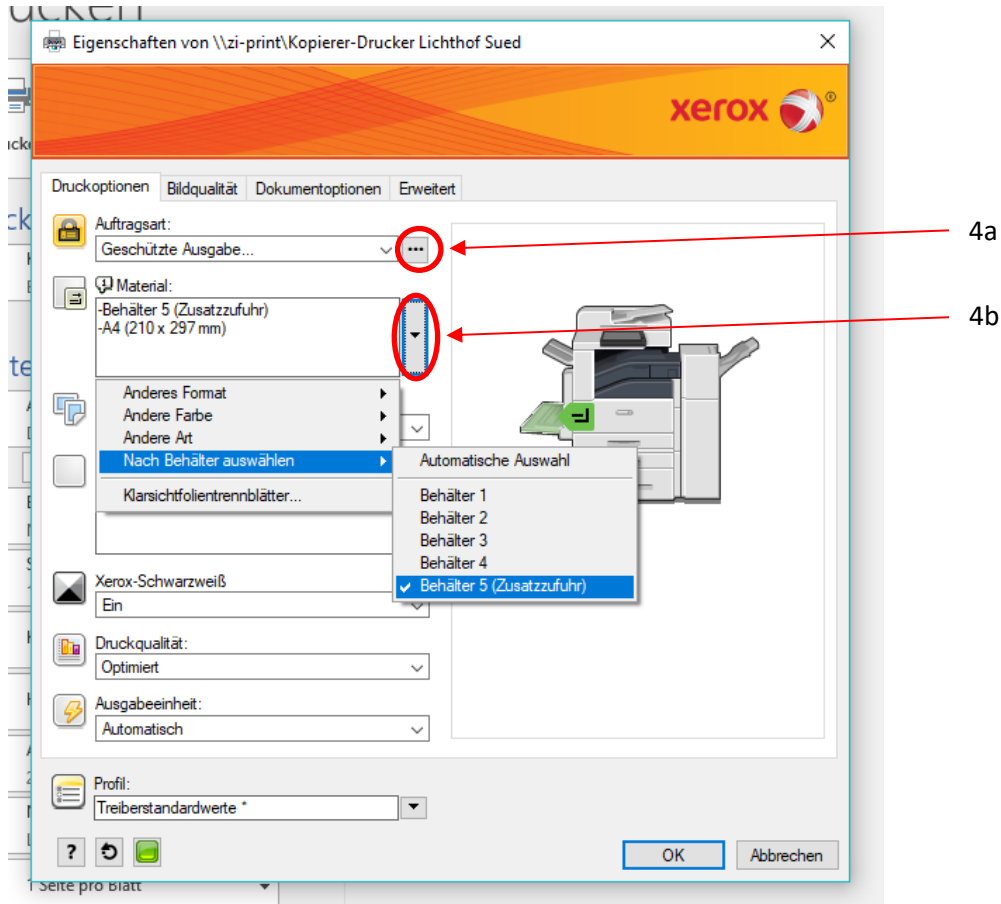 Eigenschaften von \\zi-print\Kopierer-Drucker Lichthof Sued
xerox
Druckoptionen Bildqualität Dokumentoptionen Erweitert
Auftragsart:
Geschützte Ausgabe... ...
4a
Material:
-Behälter 5 (Zusatzzufuhr)
-A4 (210 x 297 mm)
4b
Anderes Format
Andere Farbe
Andere Art
Nach Behälter auswählen
Klarsichtfolientrennblätter...
Automatische Auswahl
Behälter 1
Behälter 2
Behälter 3
Behälter 4
Behälter 5 (Zusatzzufuhr)
Xerox-Schwarzweiß
Ein
Druckqualität:
Optimiert
Ausgabeeinheit:
Automatisch
Profil:
Treiberstandardwerte *
?
OK Abbrechen
1 Seite pro Blatt